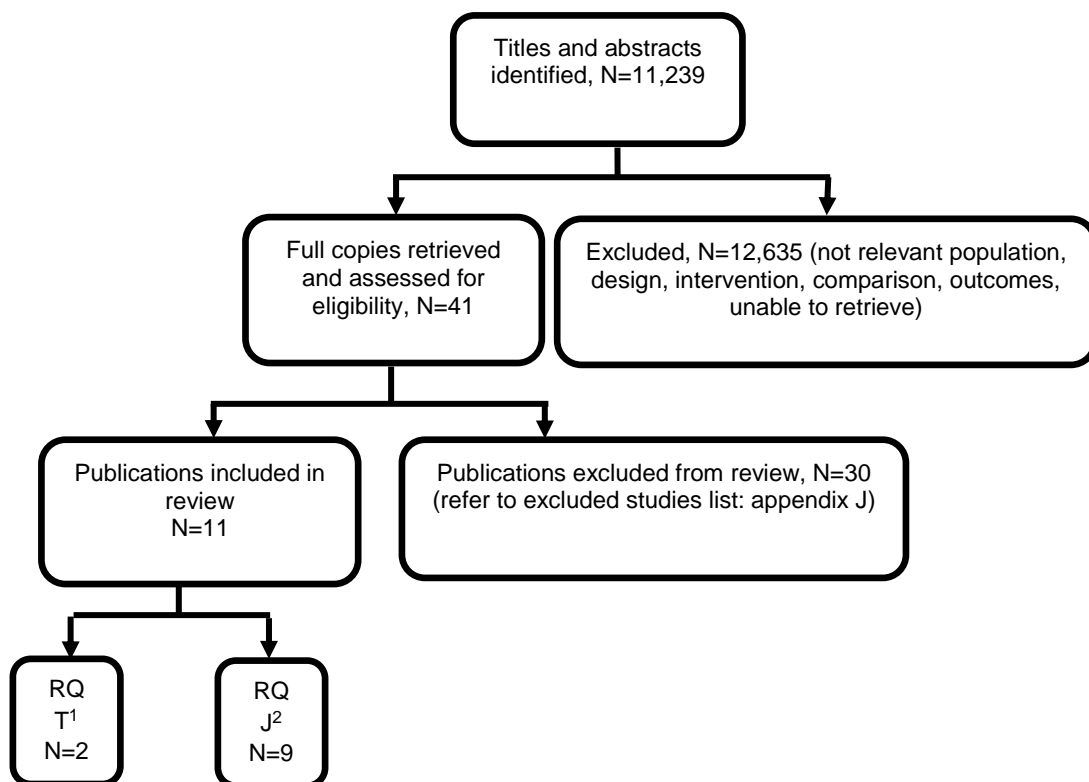 Titles and abstracts
identified, N=11,239
Full copies retrieved
and assessed for
eligibility, N=41
Excluded, N=12,635 (not relevant population,
design, intervention, comparison, outcomes,
unable to retrieve)
Publications included in
review
N=11
Publications excluded from review, N=30
(refer to excluded studies list: appendix J)
RQ
T¹
N=2
RQ
J²
N=9